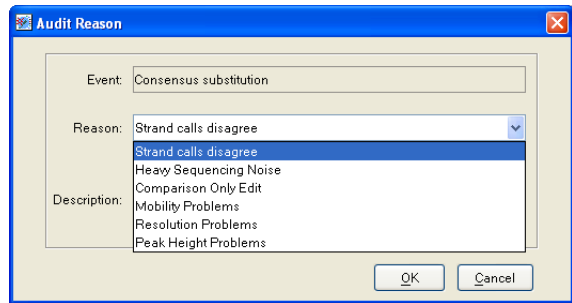 Audit Reason
Event: Consensus substitution
Reason: Strand calls disagree
Strand calls disagree
Heavy Sequencing Noise
Comparison Only Edit
Description: Mobility Problems
Resolution Problems
Peak Height Problems
OK Cancel